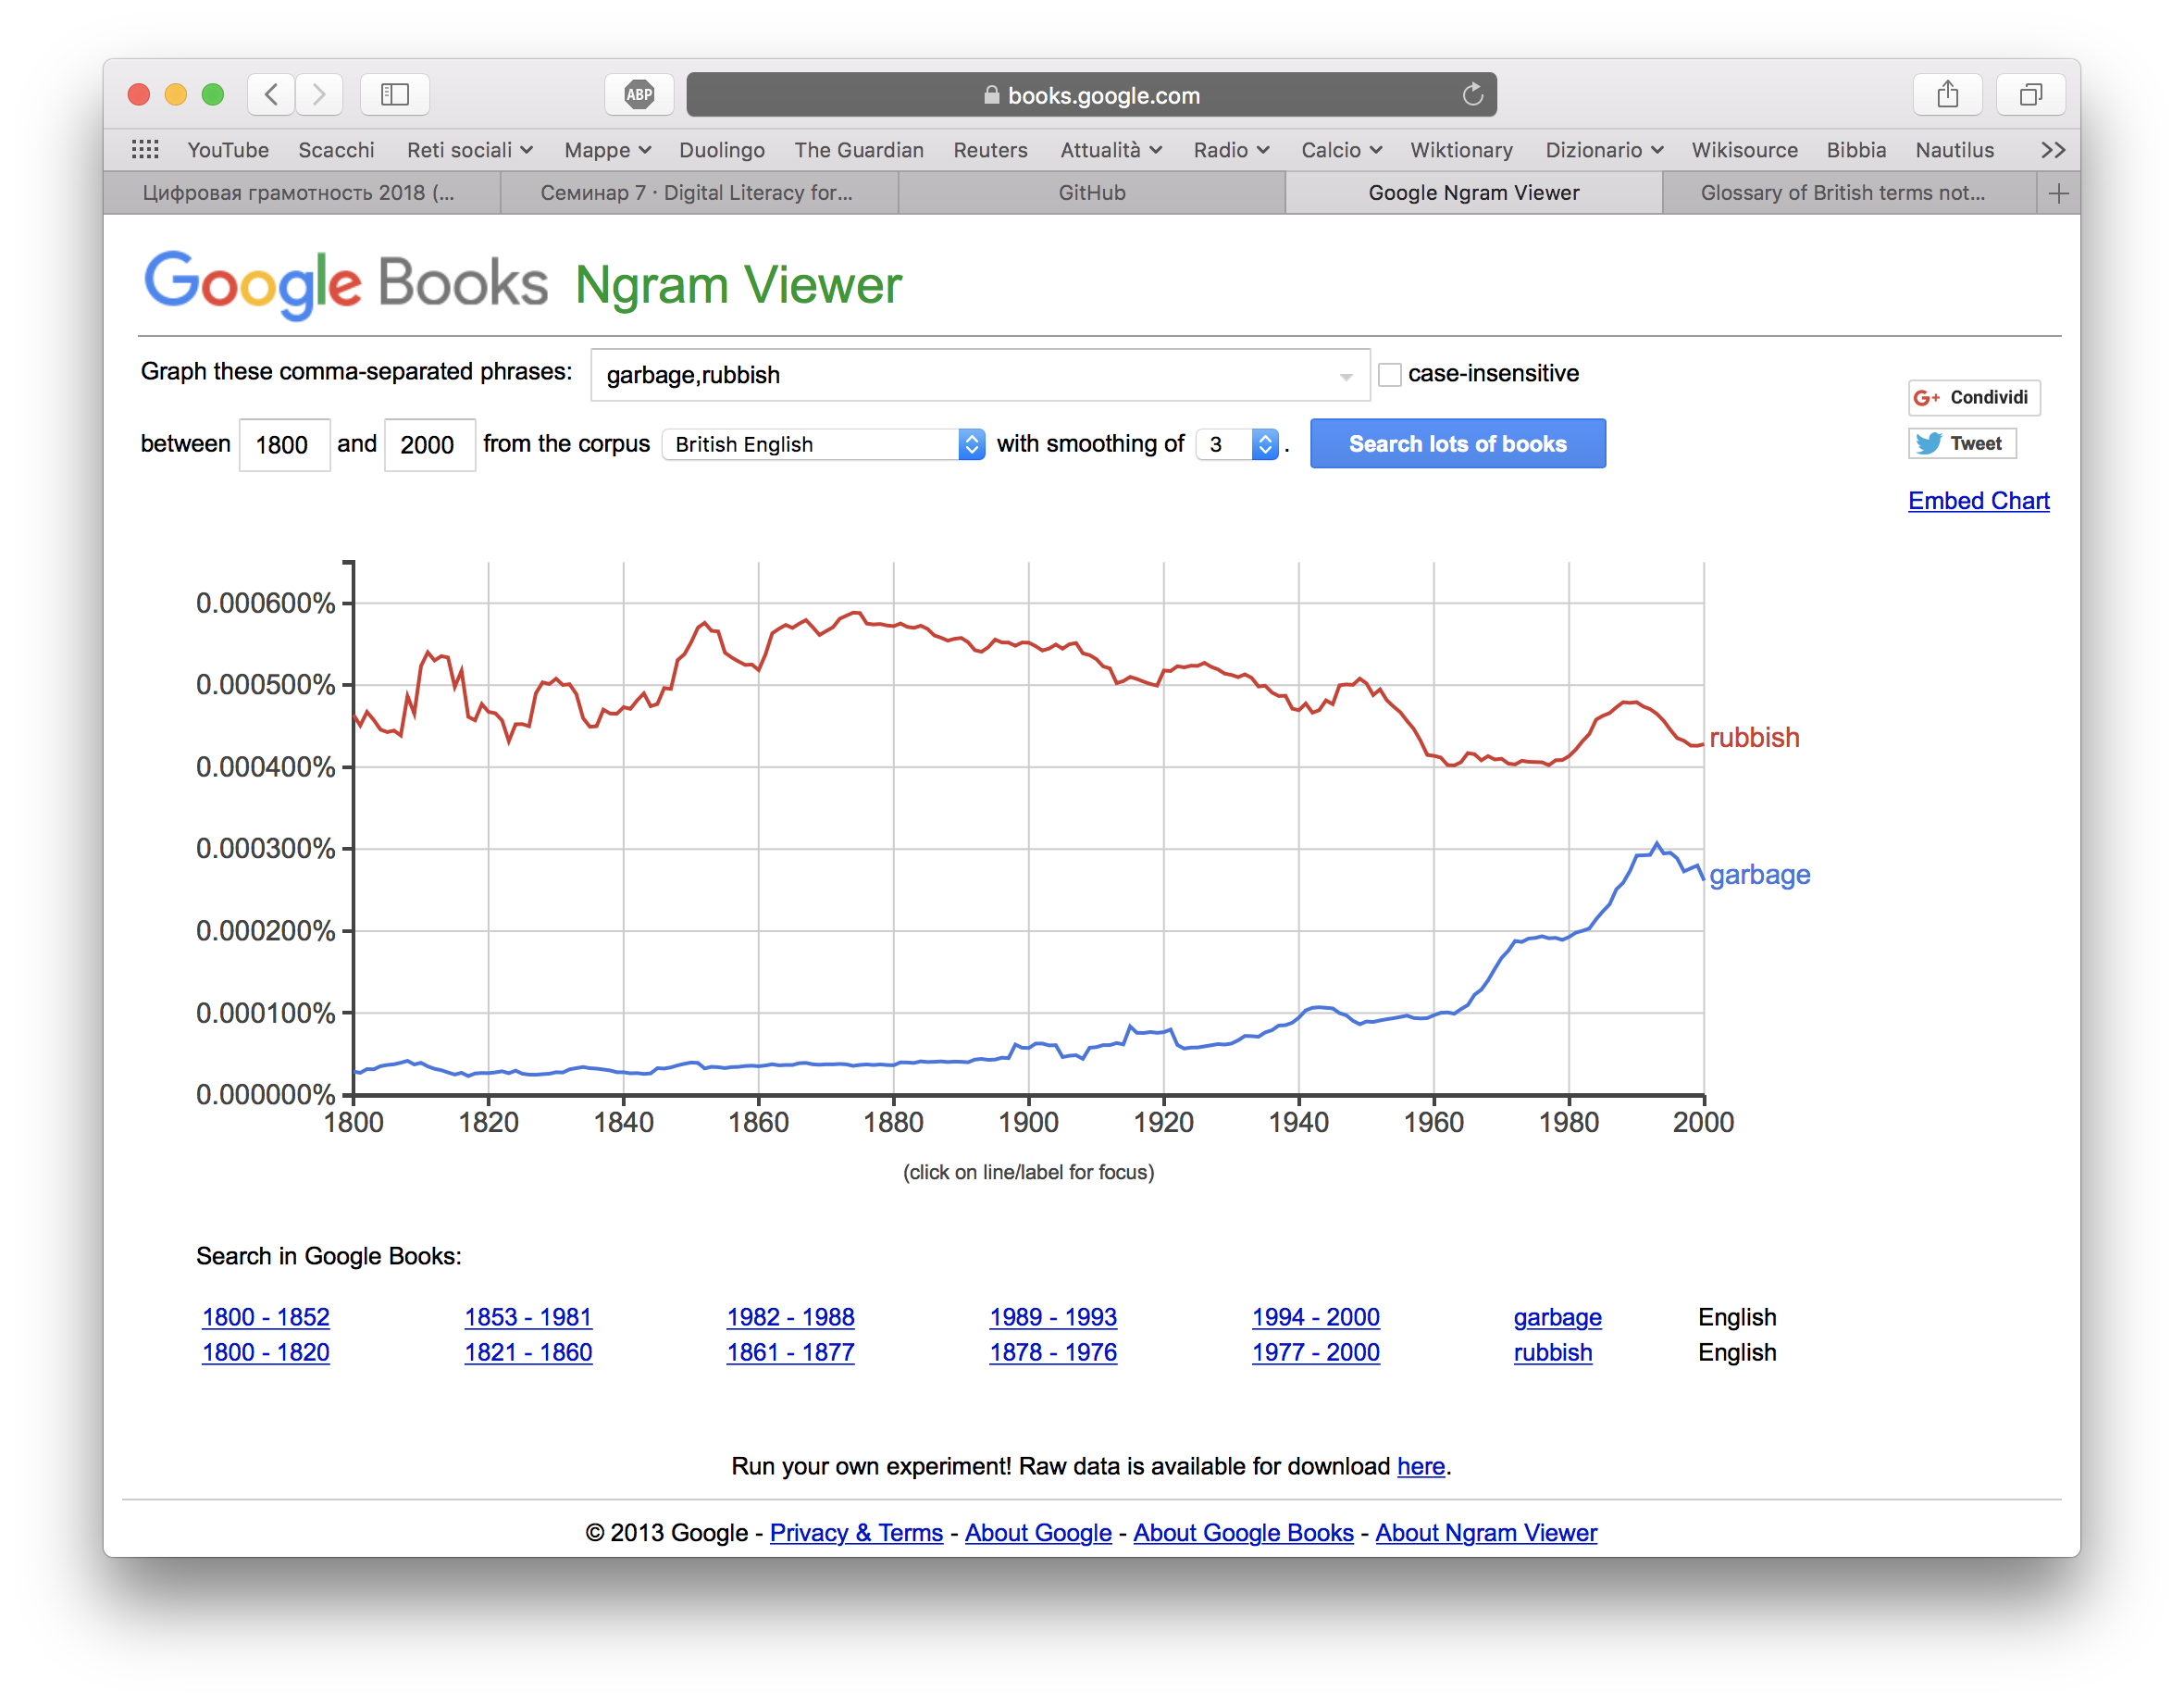 ABP books.google.com
YouTube Scacchi Reti sociali Mappe Duolingo The Guardian Reuters Attualità Radio Calcio Wiktionary Dizionario Wikisource Bibbia Nautilus >>
Цифровая грамотность 2018 (... Семинар 7 · Digital Literacy for... GitHub Google Ngram Viewer Glossary of British terms not... +
Google Books Ngram Viewer
Graph these comma-separated phrases: garbage,rubbish case-insensitive
G+ Condividi
between 1800 and 2000 from the corpus British English with smoothing of 3 . Search lots of books
Tweet
Embed Chart
0.000600%
0.000500%
rubbish
0.000400%
0.000300%
garbage
0.000200%
0.000100%
0.000000%
1800 1820 1840 1860 1880 1900 1920 1940 1960 1980 2000
(click on line/label for focus)
Search in Google Books:
1800 - 1852 1853 - 1981 1982 - 1988 1989 - 1993 1994 - 2000 garbage English
1800 - 1820 1821 - 1860 1861 - 1877 1878 - 1976 1977 - 2000 rubbish English
Run your own experiment! Raw data is available for download here.
© 2013 Google - Privacy & Terms - About Google - About Google Books - About Ngram Viewer